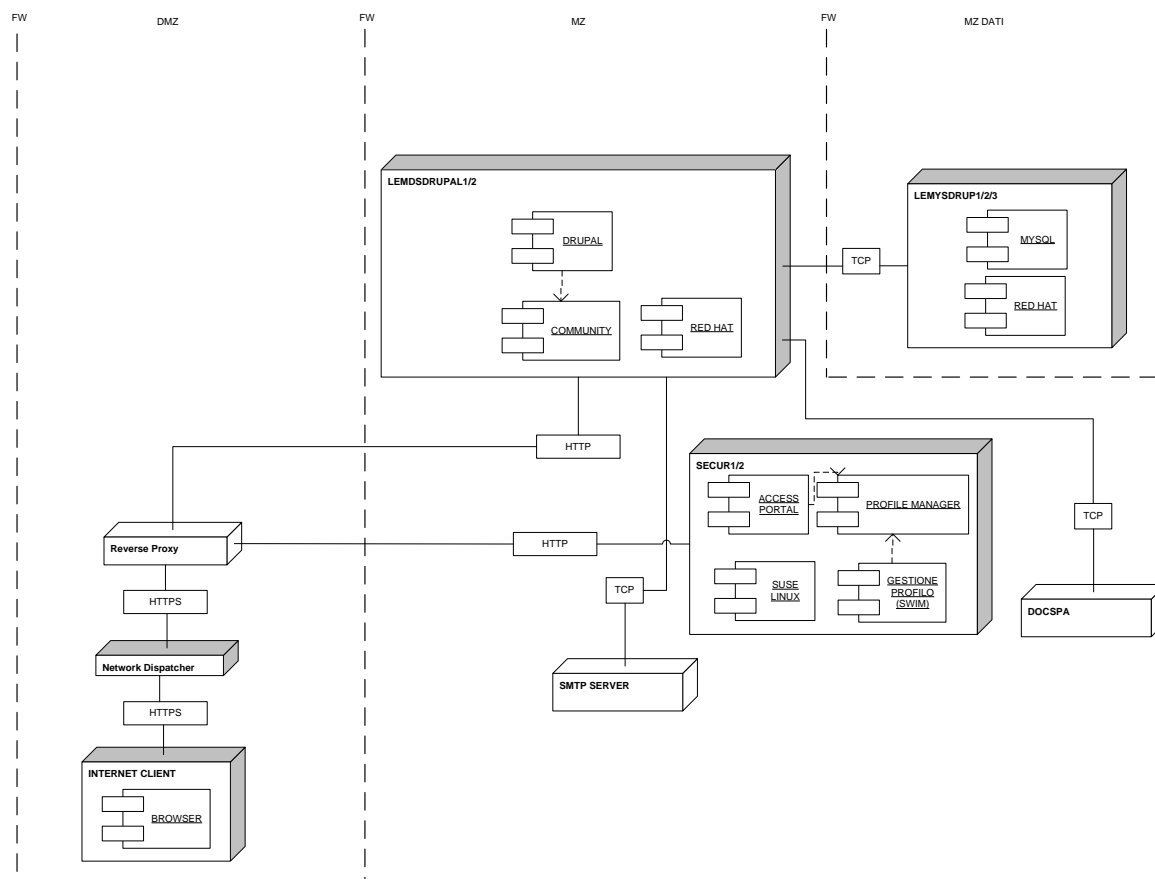 FW
DMZ
FW
MZ
FW
MZ DATI
LEMDSDRUPAL1/2
DRUPAL
COMMUNITY
RED HAT
TCP
LEMYSDRUP1/2/3
MYSQL
RED HAT
HTTP
SECUR1/2
ACCESS
PORTAL
PROFILE MANAGER
SUSE
LINUX
GESTIONE
PROFILO
(SWIM)
TCP
DOCSPA
Reverse Proxy
HTTP
TCP
SMTP SERVER
HTTPS
Network Dispatcher
HTTPS
INTERNET CLIENT
BROWSER